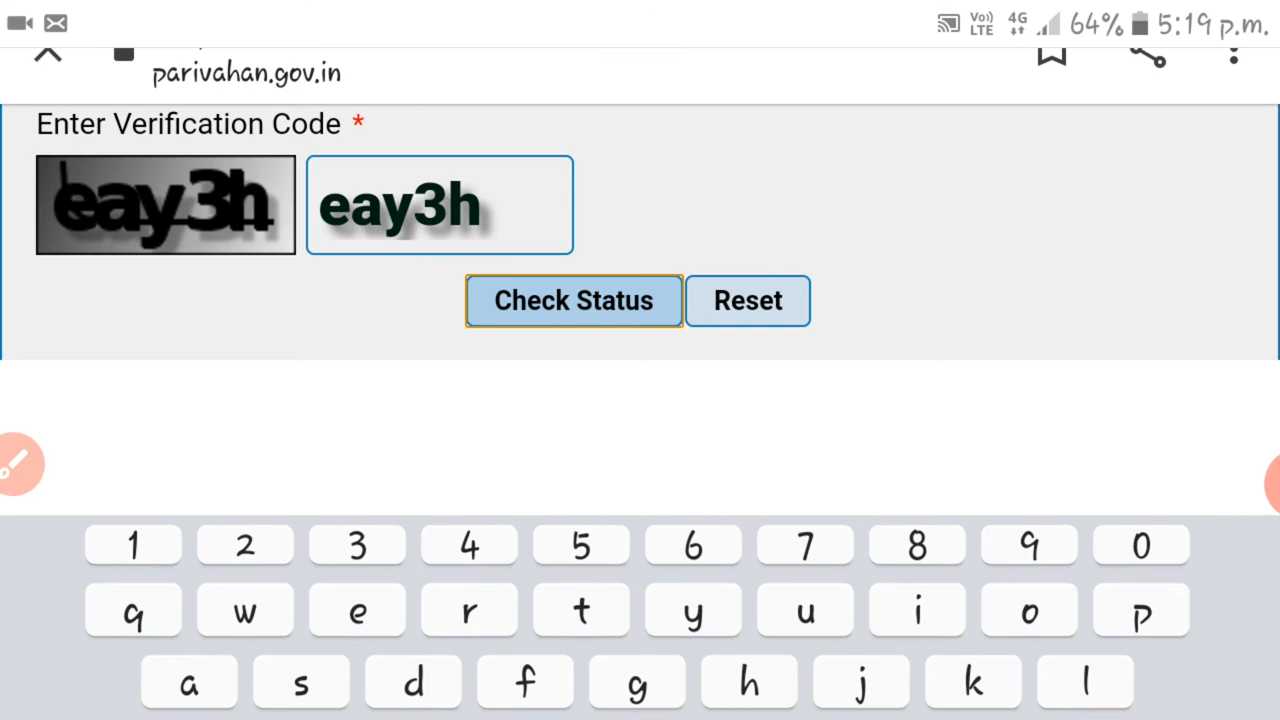 Vo)) LTE 4G 64% 5:19 p.m.
parivahan.gov.in
Enter Verification Code *
eay3h eay3h
Check Status Reset
1 2 3 4 5 6 7 8 9 0
q w e r t y u i o p
a s d f g h j k l